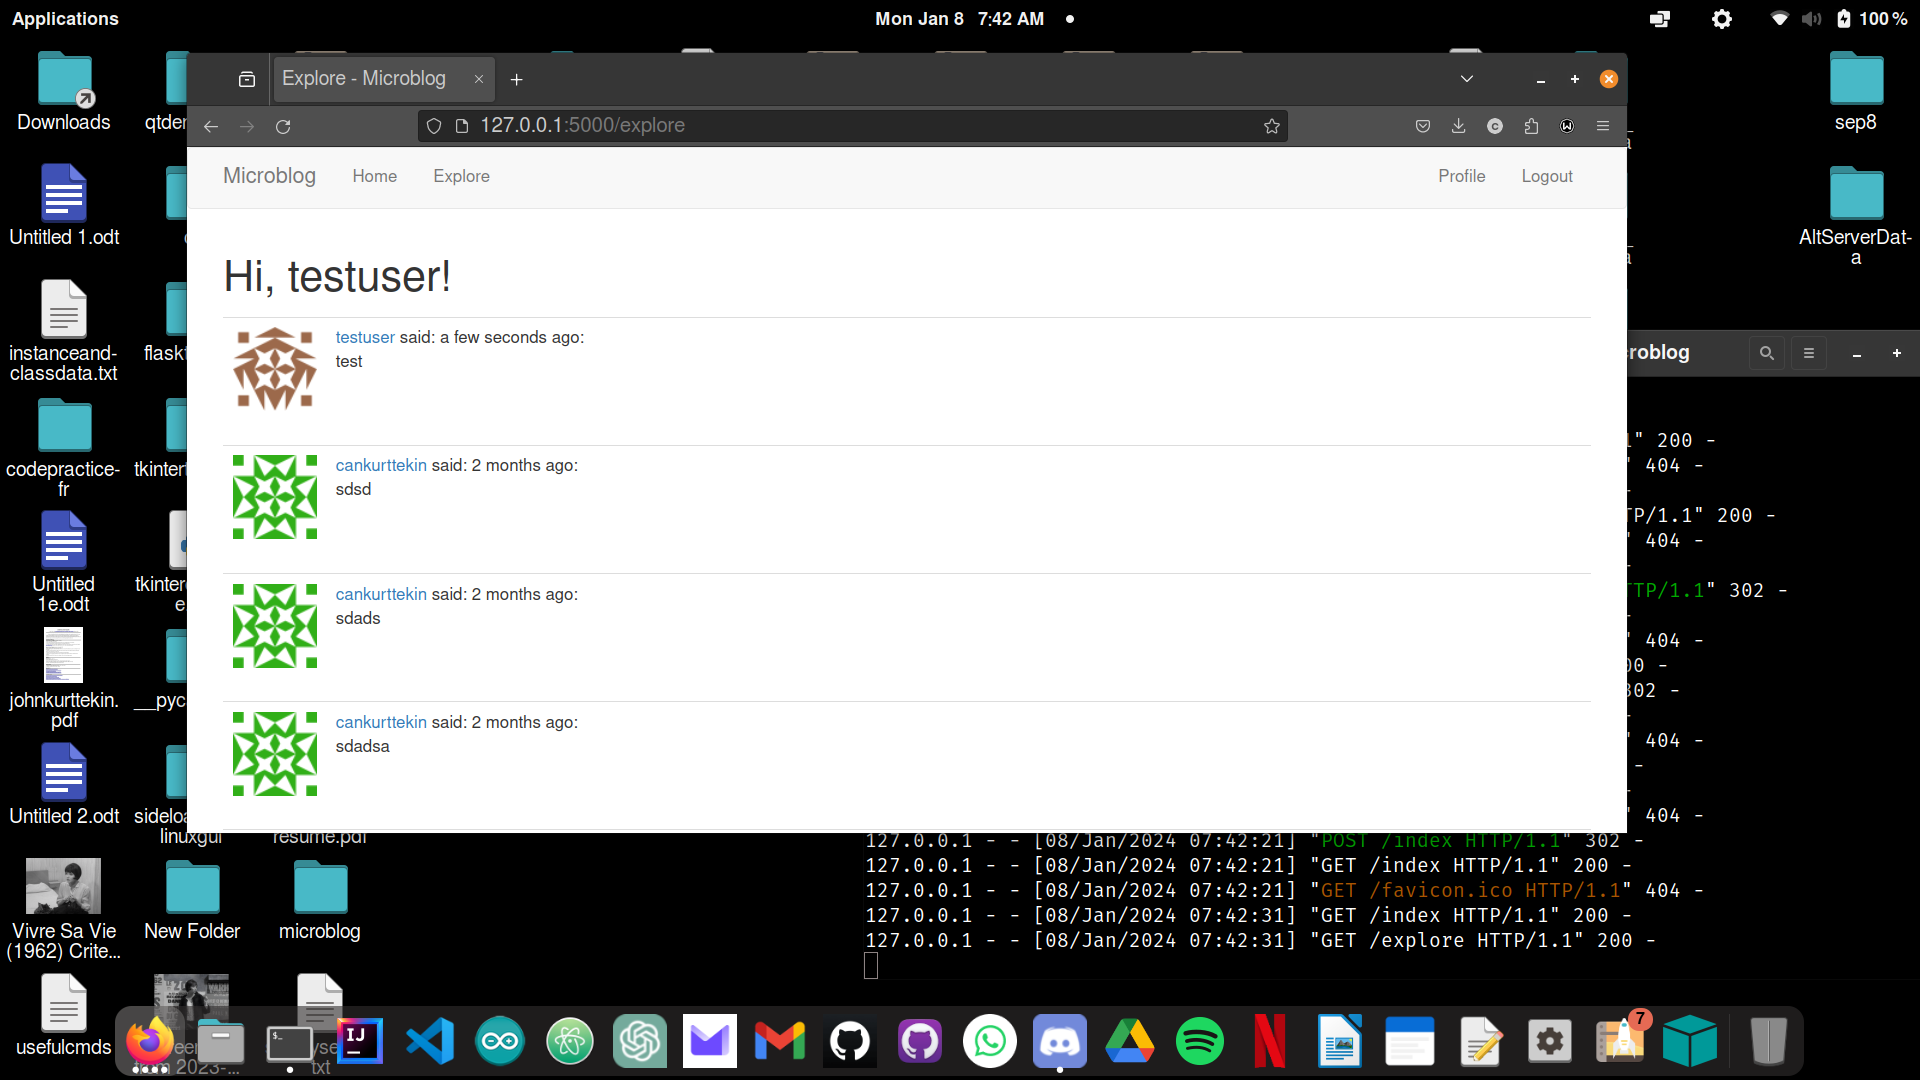 Applications
Mon Jan 8 7:42 AM
100 %
Downloads
qtder
Explore - Microblog
127.0.0.1:5000/explore
sep8
Microblog
Home
Explore
Profile
Logout
Untitled 1.odt
AltServerDat-
a
Hi, testuser!
testuser said: a few seconds ago:
test
instanceand-
classdata.txt
flaskt
roblog
cankurttekin said: 2 months ago:
sdsd
codepractice-
fr
tkintert
" 200 -
" 404 -
TP/1.1" 200 -
' 404 -
cankurttekin said: 2 months ago:
sdads
Untitled
1e.odt
tkinter
e
TTP/1.1" 302 -
' 404 -
00 -
302 -
johnkurttekin.
pdf
__pyc
cankurttekin said: 2 months ago:
sdadsa
' 404 -
Untitled 2.odt
sideloa
linuxgui
resume.pdf
' 404 -
127.0.0.1 - - [08/Jan/2024 07:42:21] "POST /index HTTP/1.1" 302 -
127.0.0.1 - - [08/Jan/2024 07:42:21] "GET /index HTTP/1.1" 200 -
127.0.0.1 - - [08/Jan/2024 07:42:21] "GET /favicon.ico HTTP/1.1" 404 -
127.0.0.1 - - [08/Jan/2024 07:42:31] "GET /index HTTP/1.1" 200 -
127.0.0.1 - - [08/Jan/2024 07:42:31] "GET /explore HTTP/1.1" 200 -
Vivre Sa Vie
(1962) Crite...
New Folder
microblog
usefulcmds
2023-...
txt
IJ
7